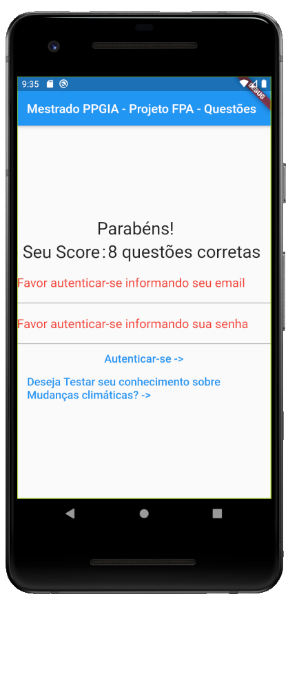 9:35
DEBUG
Mestrado PPGIA - Projeto FPA - Questões
Parabéns!
Seu Score:8 questões corretas
Favor autenticar-se informando seu email
Favor autenticar-se informando sua senha
Autenticar-se ->
Deseja Testar seu conhecimento sobre
Mudanças climáticas? ->